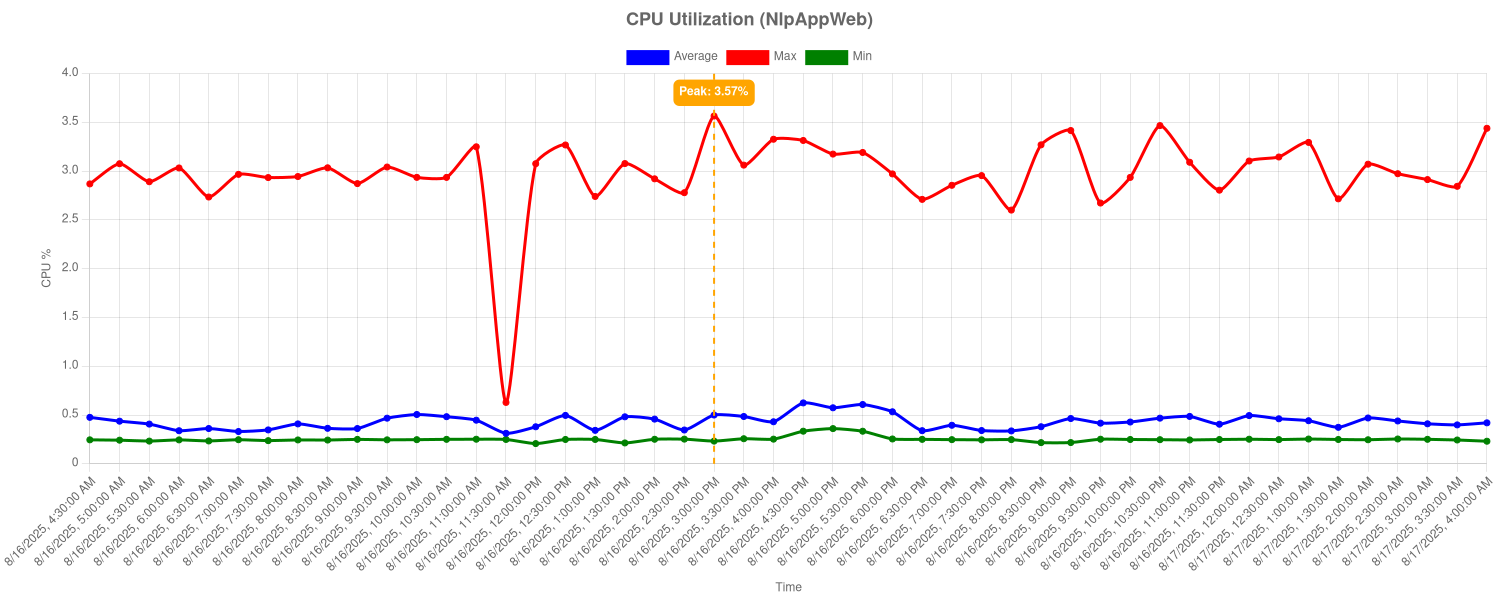 CPU Utilization (NlpAppWeb)
Average Max Min
Peak: 3.57%
4.0
3.5
3.0
2.5
2.0
1.5
1.0
0.5
0
CPU %
8/16/2025, 4:30:00 AM
8/16/2025, 5:00:00 AM
8/16/2025, 5:30:00 AM
8/16/2025, 6:00:00 AM
8/16/2025, 6:30:00 AM
8/16/2025, 7:00:00 AM
8/16/2025, 7:30:00 AM
8/16/2025, 8:00:00 AM
8/16/2025, 8:30:00 AM
8/16/2025, 9:00:00 AM
8/16/2025, 9:30:00 AM
8/16/2025, 10:00:00 AM
8/16/2025, 10:30:00 AM
8/16/2025, 11:00:00 AM
8/16/2025, 11:30:00 AM
8/16/2025, 12:00:00 PM
8/16/2025, 12:30:00 PM
8/16/2025, 1:00:00 PM
8/16/2025, 1:30:00 PM
8/16/2025, 2:00:00 PM
8/16/2025, 2:30:00 PM
8/16/2025, 3:00:00 PM
8/16/2025, 3:30:00 PM
8/16/2025, 4:00:00 PM
8/16/2025, 4:30:00 PM
8/16/2025, 5:00:00 PM
8/16/2025, 5:30:00 PM
8/16/2025, 6:00:00 PM
8/16/2025, 6:30:00 PM
8/16/2025, 7:00:00 PM
8/16/2025, 7:30:00 PM
8/16/2025, 8:00:00 PM
8/16/2025, 8:30:00 PM
8/16/2025, 9:00:00 PM
8/16/2025, 9:30:00 PM
8/16/2025, 10:00:00 PM
8/16/2025, 10:30:00 PM
8/16/2025, 11:00:00 PM
8/16/2025, 11:30:00 PM
8/17/2025, 12:00:00 AM
8/17/2025, 12:30:00 AM
8/17/2025, 1:00:00 AM
8/17/2025, 1:30:00 AM
8/17/2025, 2:00:00 AM
8/17/2025, 2:30:00 AM
8/17/2025, 3:00:00 AM
8/17/2025, 3:30:00 AM
8/17/2025, 4:00:00 AM
Time